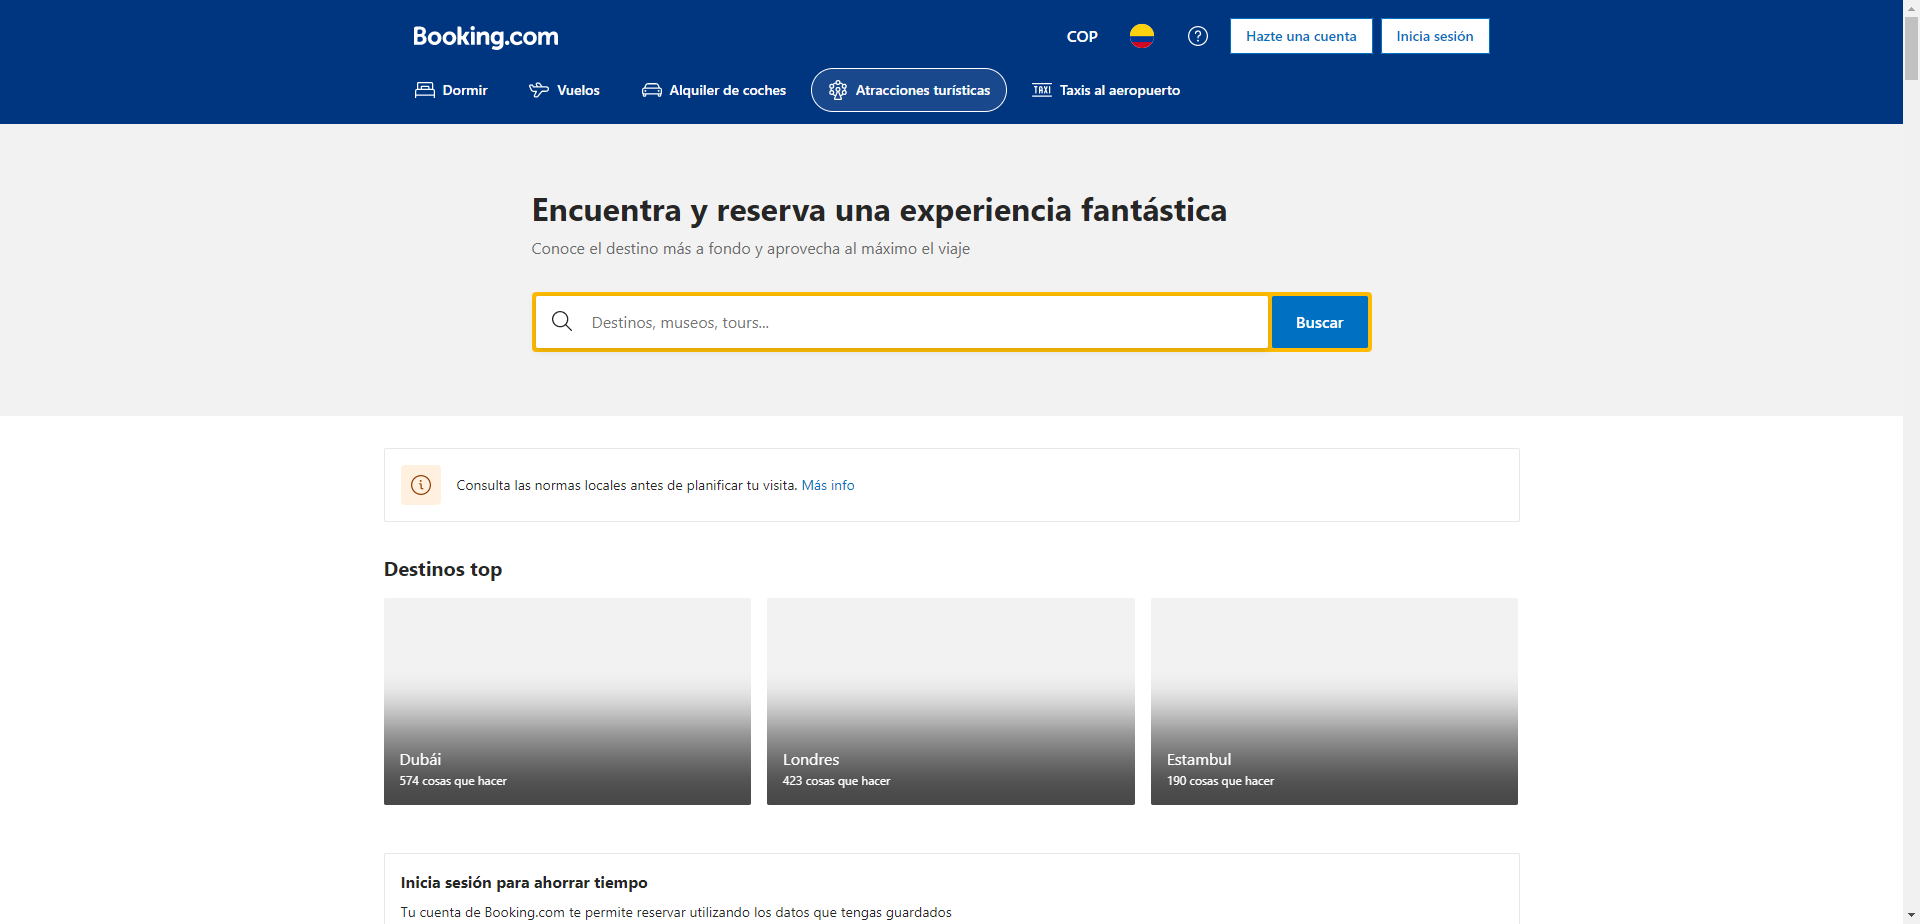 Booking.com
COP
Hazte una cuenta
Inicia sesión
Dormir
Vuelos
Alquiler de coches
Atracciones turísticas
TAXI
Taxis al aeropuerto
Encuentra y reserva una experiencia fantástica
Conoce el destino más a fondo y aprovecha al máximo el viaje
Destinos, museos, tours...
Buscar
Consulta las normas locales antes de planificar tu visita. Más info
Destinos top
Dubái
574 cosas que hacer
Londres
423 cosas que hacer
Estambul
190 cosas que hacer
Inicia sesión para ahorrar tiempo
Tu cuenta de Booking.com te permite reservar utilizando los datos que tengas guardados